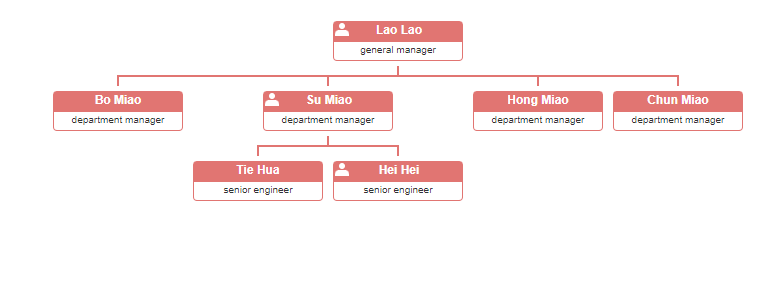 Lao Lao
general manager
Bo Miao
department manager
Su Miao
department manager
Hong Miao
department manager
Chun Miao
department manager
Tie Hua
senior engineer
Hei Hei
senior engineer